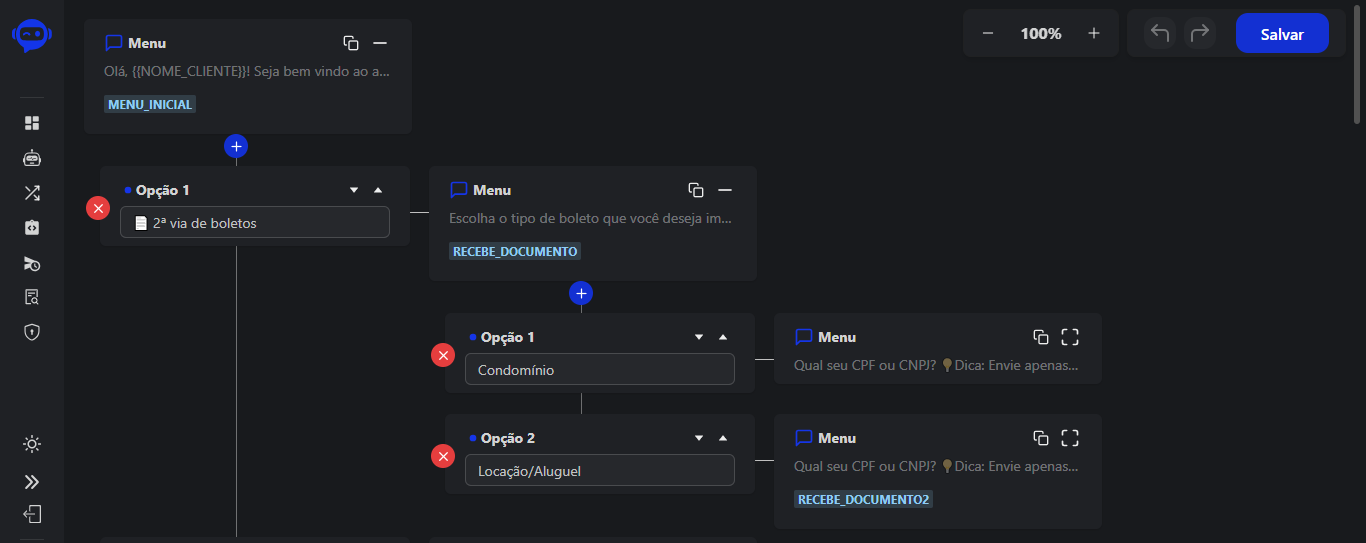 Menu
Olá, {{NOME_CLIENTE}}! Seja bem vindo ao a...
MENU_INICIAL
100%
Salvar
Opção 1
2ª via de boletos
Menu
Escolha o tipo de boleto que você deseja im...
RECEBE_DOCUMENTO
Opção 1
Condomínio
Menu
Qual seu CPF ou CNPJ? 💡Dica: Envie apenas...
Opção 2
Locação/Aluguel
Menu
Qual seu CPF ou CNPJ? 💡Dica: Envie apenas...
RECEBE_DOCUMENTO2